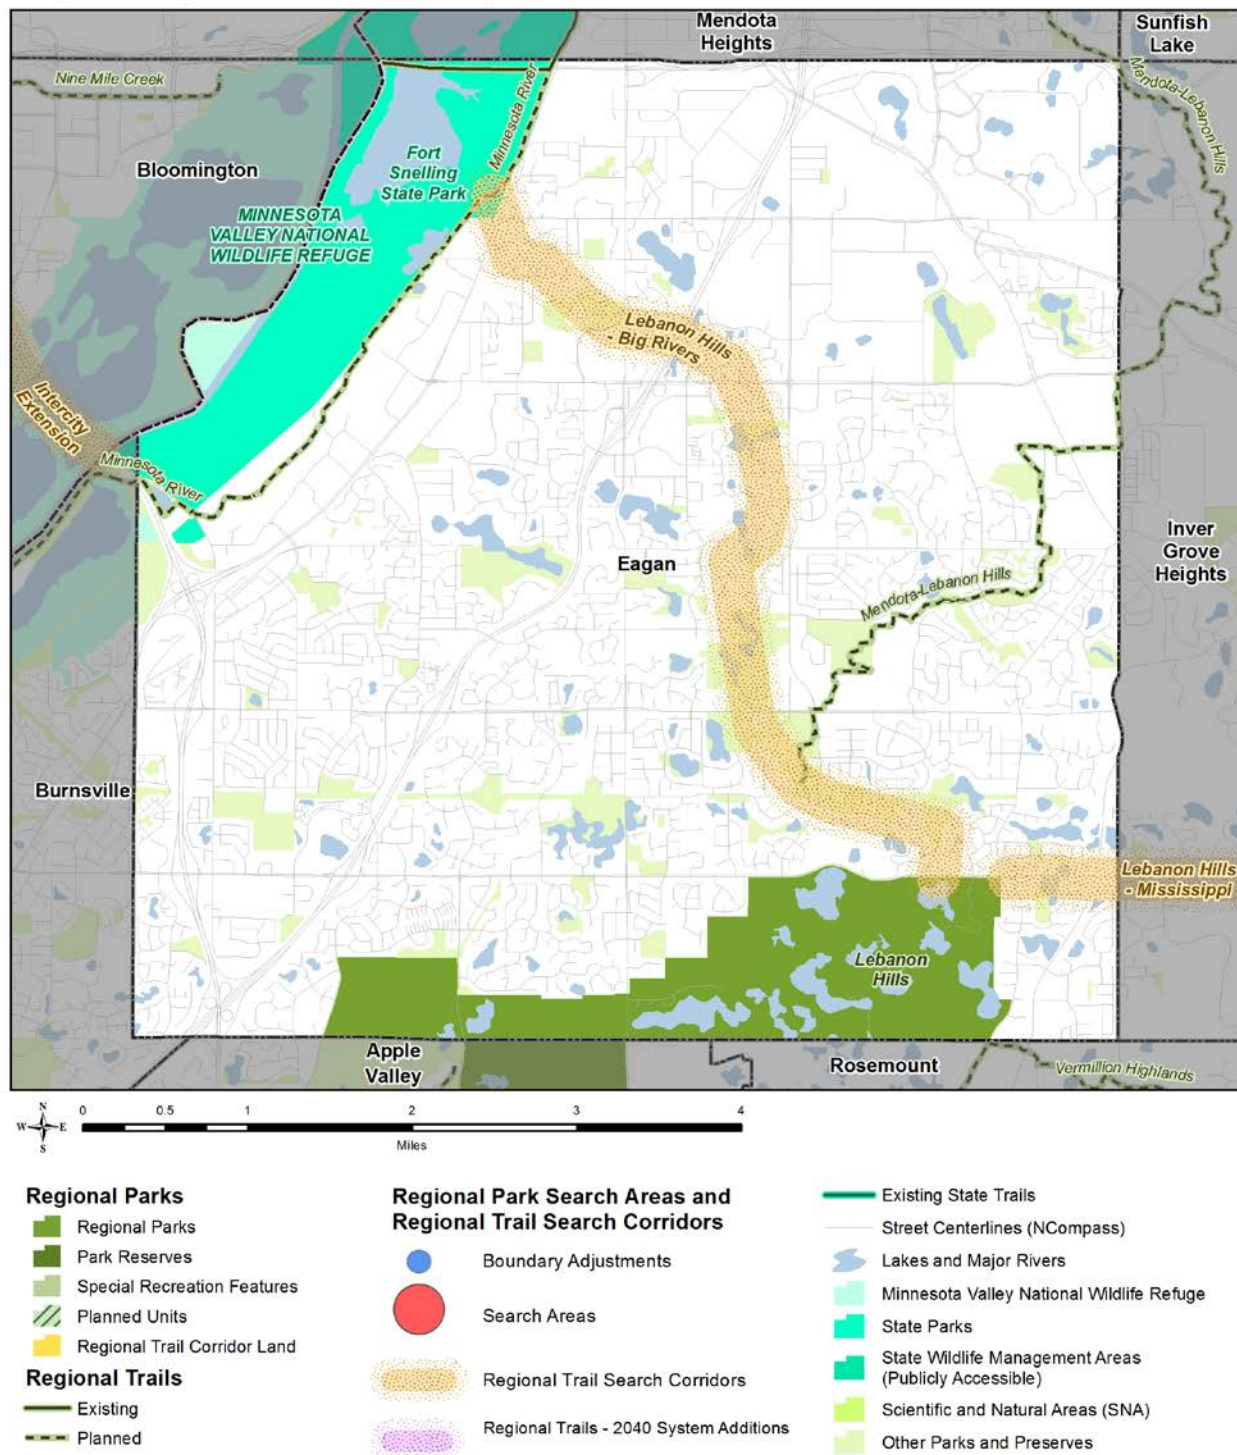 Mendota
Heights
Sunfish
Lake
Nine Mile Creek
Minnesota River
Mendota-Lebanon Hills
Bloomington
Fort
Snelling
State Park
MINNESOTA
VALLEY NATIONAL
WILDLIFE REFUGE
Lebanon Hills
- Big Rivers
Intercity
Extension
Minnesota River
Eagan
Inver
Grove
Heights
Mendota-Lebanon Hills
Burnsville
Lebanon Hills
- Mississippi
Lebanon
Hills
Apple
Valley
Rosemount
Vermillion Highlands
N
W E
S
0 0.5 1 2 3 4
Miles
Regional Parks
Regional Parks
Park Reserves
Special Recreation Features
Planned Units
Regional Trail Corridor Land
Regional Trails
Existing
Planned
Regional Park Search Areas and
Regional Trail Search Corridors
Boundary Adjustments
Search Areas
Regional Trail Search Corridors
Regional Trails - 2040 System Additions
Existing State Trails
Street Centerlines (NCompass)
Lakes and Major Rivers
Minnesota Valley National Wildlife Refuge
State Parks
State Wildlife Management Areas
(Publicly Accessible)
Scientific and Natural Areas (SNA)
Other Parks and Preserves